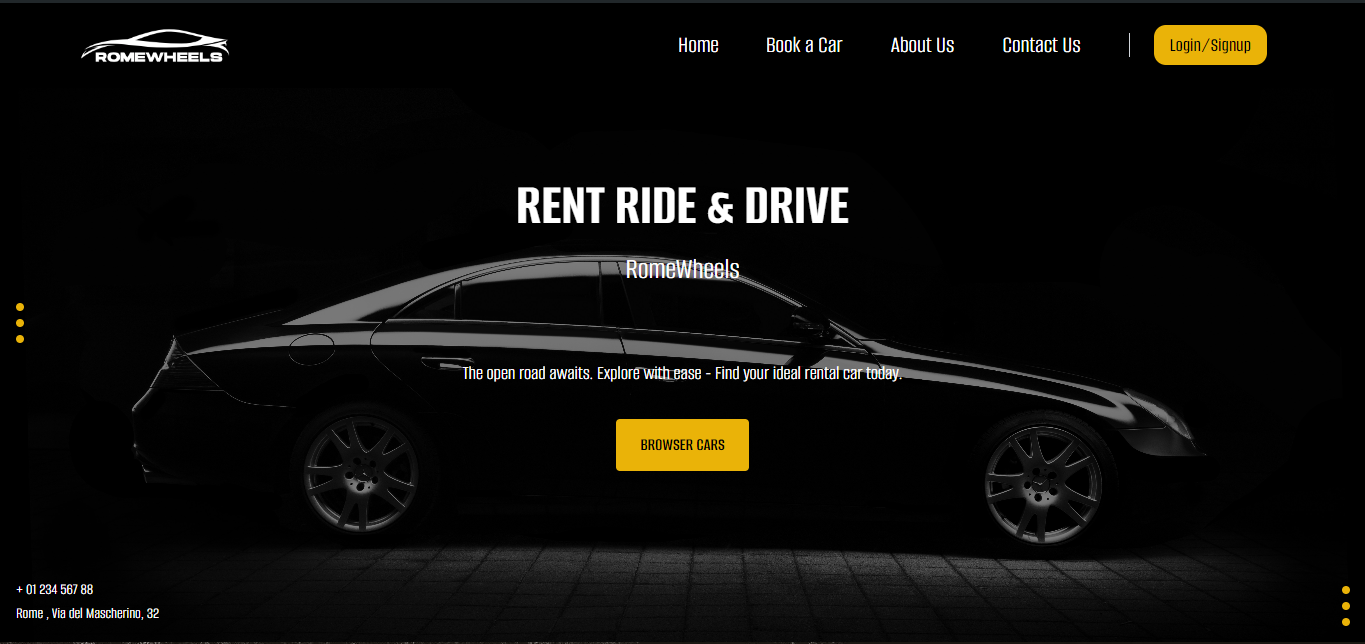 ROMEWHEELS
Home Book a Car About Us Contact Us Login/Signup
RENT RIDE & DRIVE
RomeWheels
The open road awaits. Explore with ease - Find your ideal rental car today.
BROWSER CARS
+ 01 234 567 88
Rome , Via del Mascherino, 32